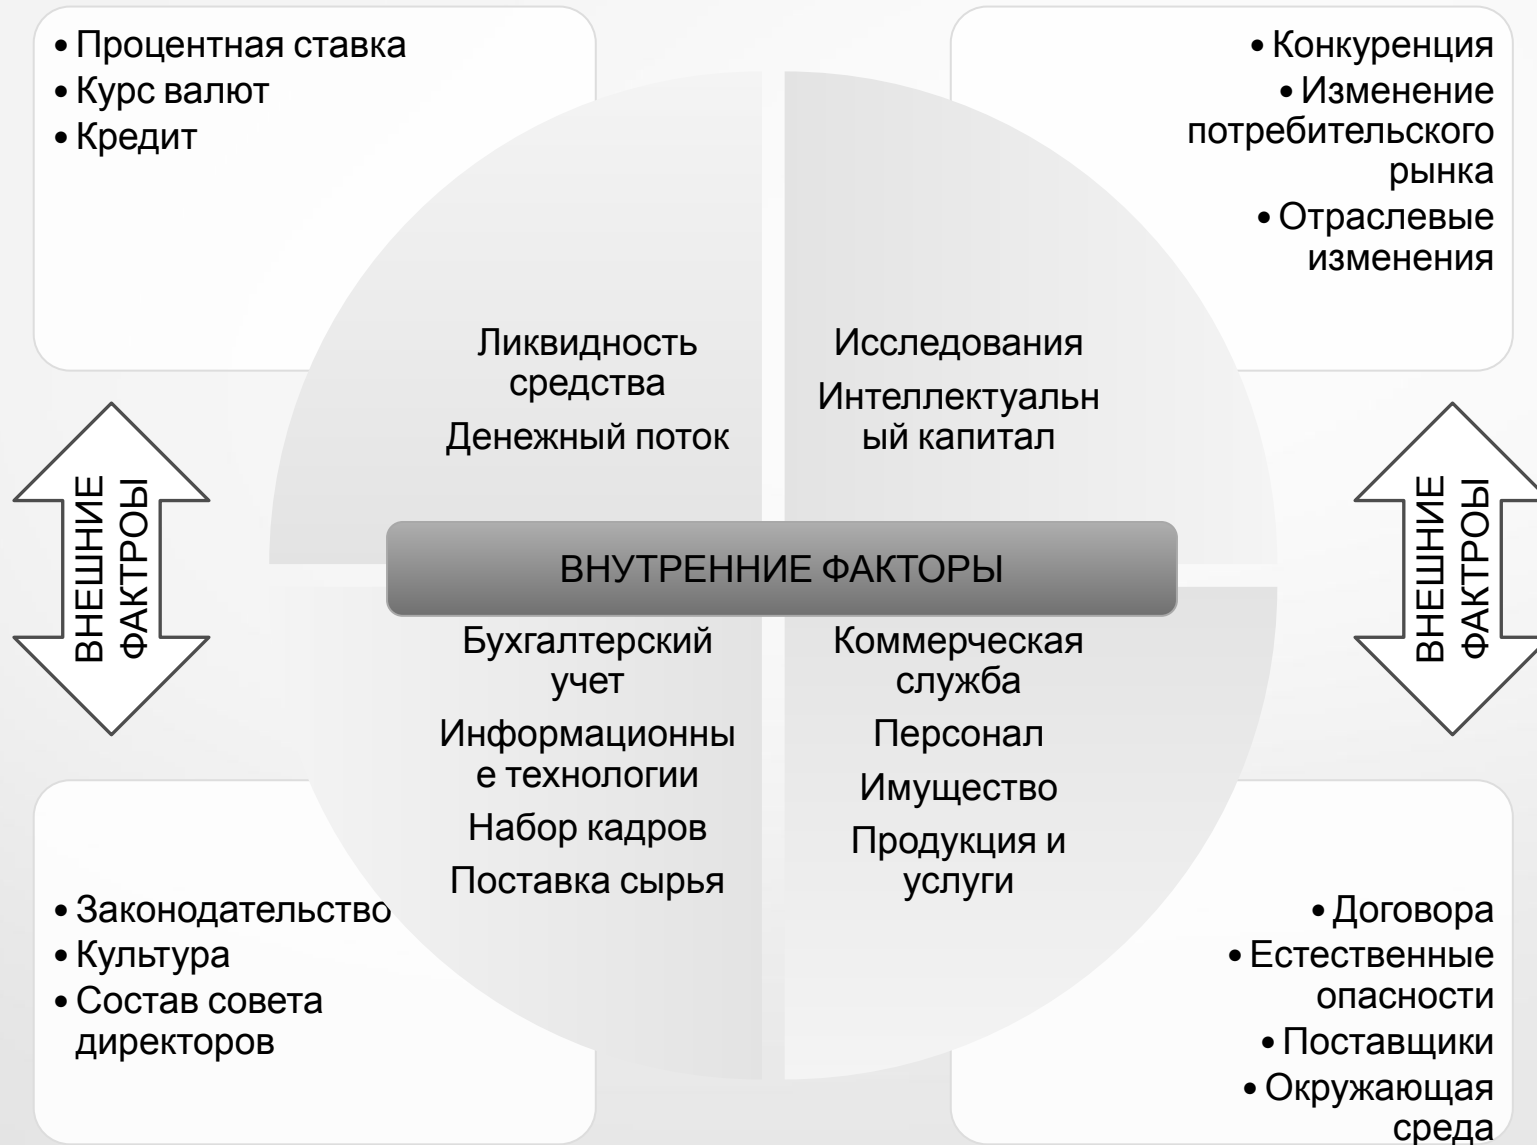 • Процентная ставка
• Курс валют
• Кредит
• Конкуренция
• Изменение
потребительского
рынка
• Отраслевые
изменения
Ликвидность
средства
Денежный поток
Исследования
Интеллектуальн
ый капитал
ВНЕШНИЕ
ФАКТРОЫ
ВНУТРЕННИЕ ФАКТОРЫ
ВНЕШНИЕ
ФАКТРОЫ
Бухгалтерский
учет
Информационны
е технологии
Набор кадров
Поставка сырья
Коммерческая
служба
Персонал
Имущество
Продукция и
услуги
• Законодательство
• Культура
• Состав совета
директоров
• Договора
• Естественные
опасности
• Поставщики
• Окружающая
среда